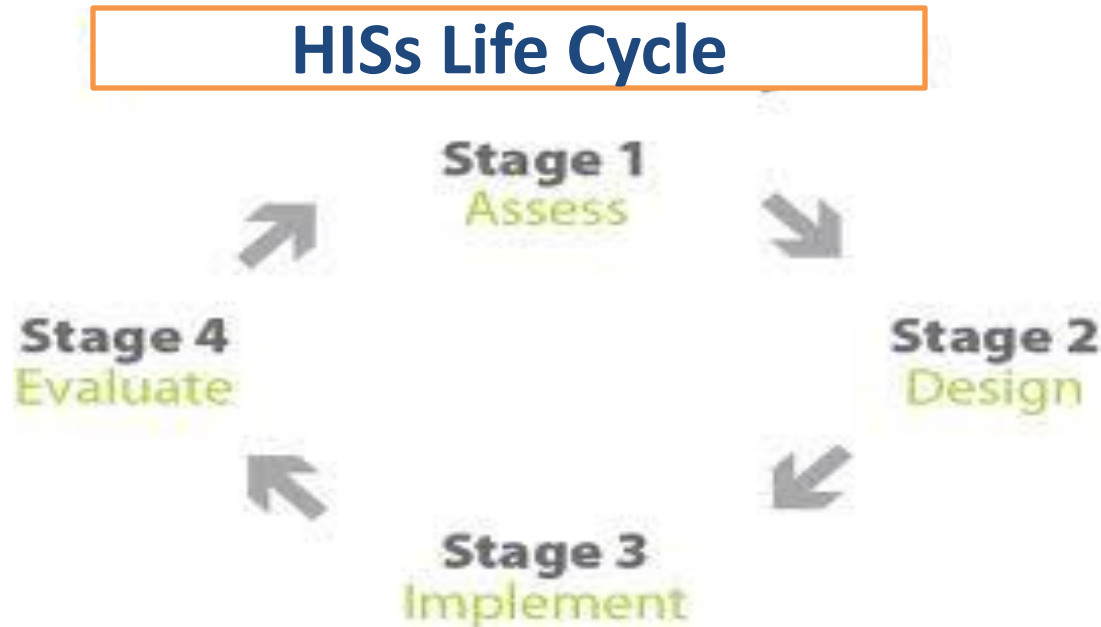 HISs Life Cycle
Stage 1
Assess
Stage 2
Design
Stage 3
Implement
Stage 4
Evaluate